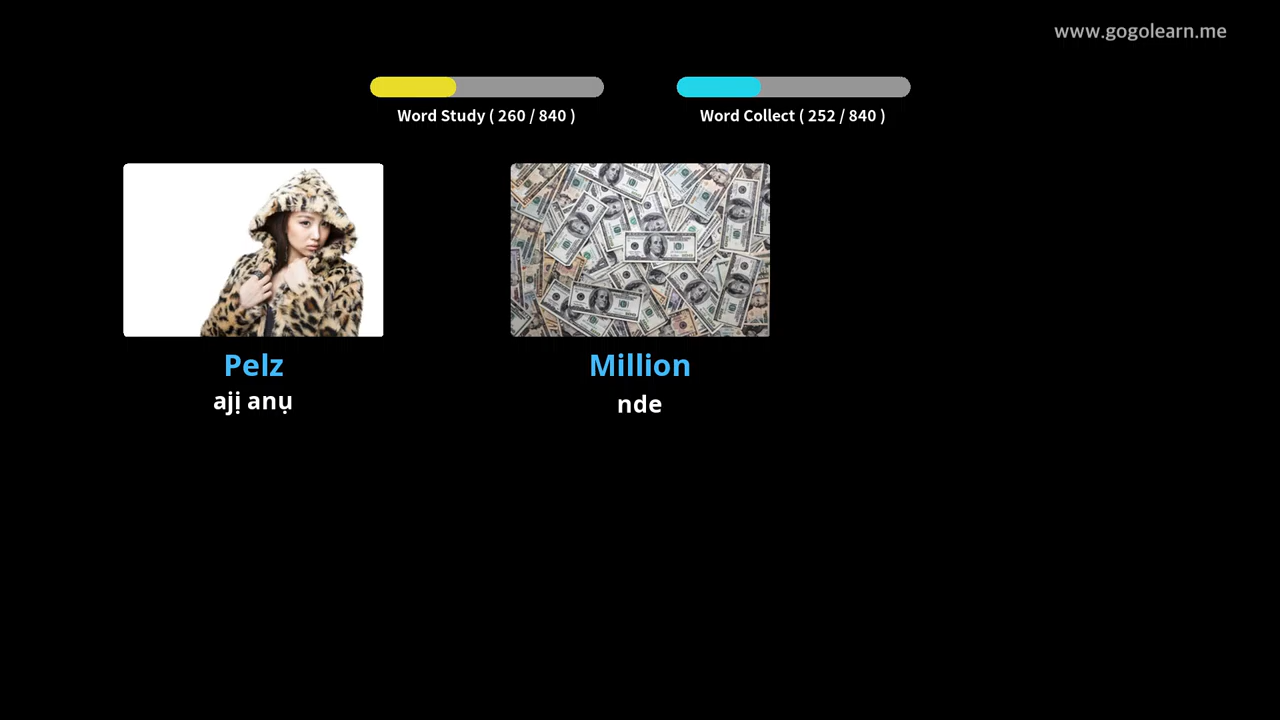 www.gogolearn.me
Word Study ( 260 / 840 )
Word Collect ( 252 / 840 )
Pelz
ajị anụ
Million
nde